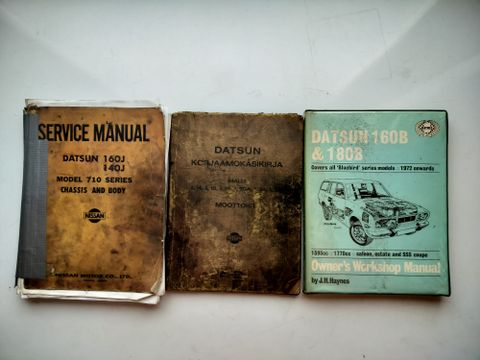 SERVICE MANUAL
DATSUN 160J
140J
MODEL 710 SERIES
CHASSIS AND BODY
NISSAN
NISSAN MOTOR CO., LTD.
DATSUN
KORJAAMOKÄSIKIRJA
MALLI
MOOTTORI
NISSAN
DATSUN 160B
& 180B
Covers all 'Bluebird' series models 1972 onwards
1595cc 1770cc saloon, estate and SSS coupe
Owner's Workshop Manual
by J.H. Haynes